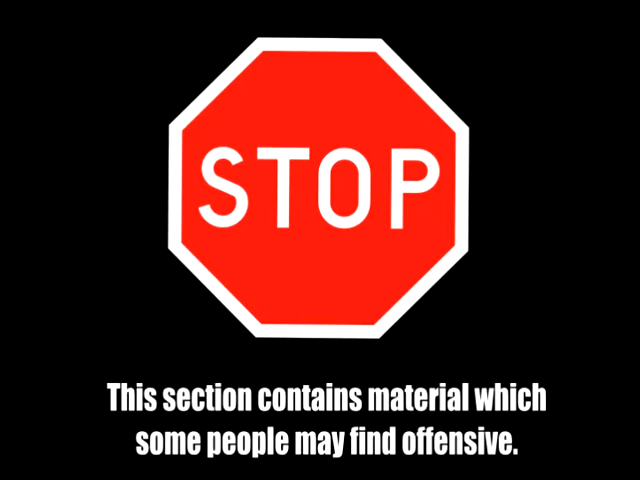 STOP
This section contains material which
some people may find offensive.